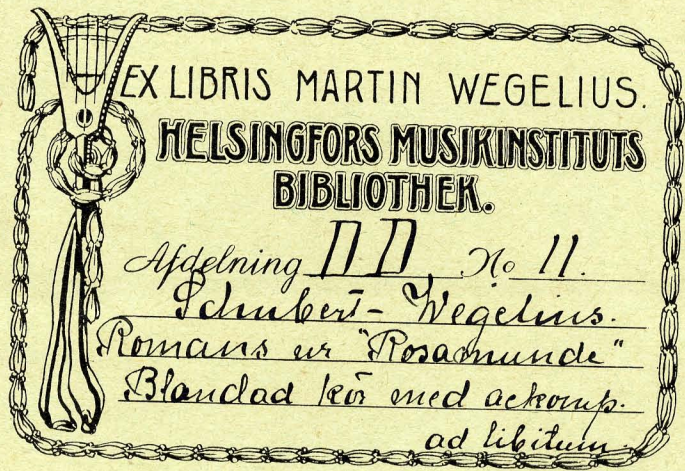 EX LIBRIS MARTIN WEGELIUS.
HELSINGFORS MUSIKINSTITUTS
BIBLIOTHEK.
Afdelning DD No 11.
Schubert-Wegelius.
Romans ur "Rosamunde"
Blandad kör med ackomp.
ad libitum.